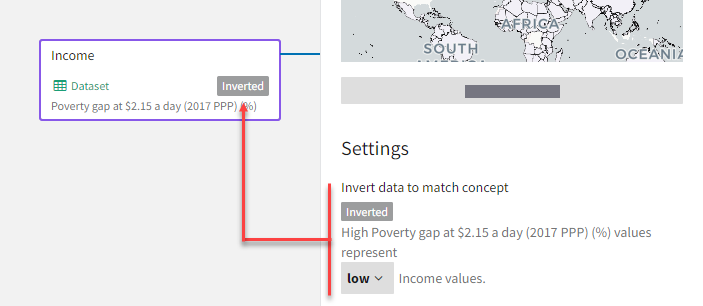 Income
Dataset
Inverted
Poverty gap at $2.15 a day (2017 PPP) (%)
AFRICA
SOUTH
AMERICA
OCEANIA
Settings
Invert data to match concept
Inverted
High Poverty gap at $2.15 a day (2017 PPP) (%) values
represent
low Income values.